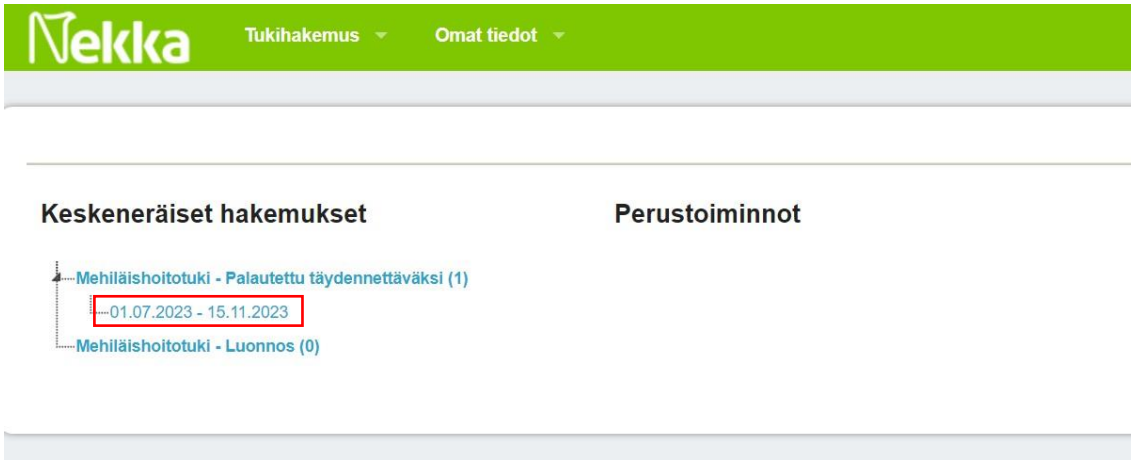 Nekka Tukihakemus Omat tiedot
Keskeneräiset hakemukset
Perustoiminnot
Mehiläishoitotuki - Palautettu täydennettäväksi (1)
01.07.2023 - 15.11.2023
Mehiläishoitotuki - Luonnos (0)